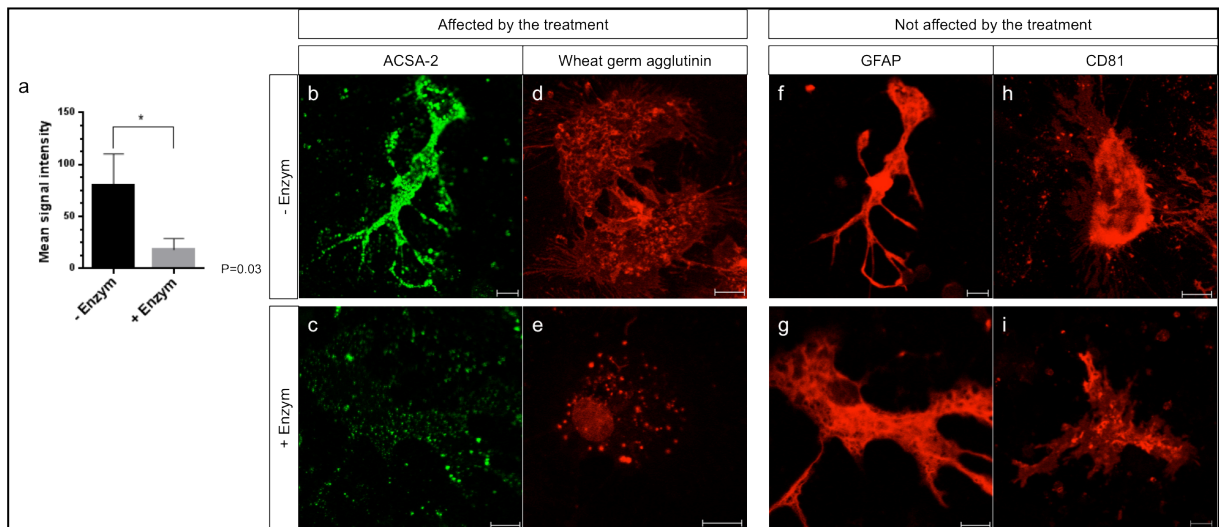 Affected by the treatment
Not affected by the treatment
ACSA-2
Wheat germ agglutinin
GFAP
CD81
a
Mean signal intensity
150
100
50
0
*
- Enzym
+ Enzym
P=0.03
- Enzym
b
d
f
h
+ Enzym
c
e
g
i